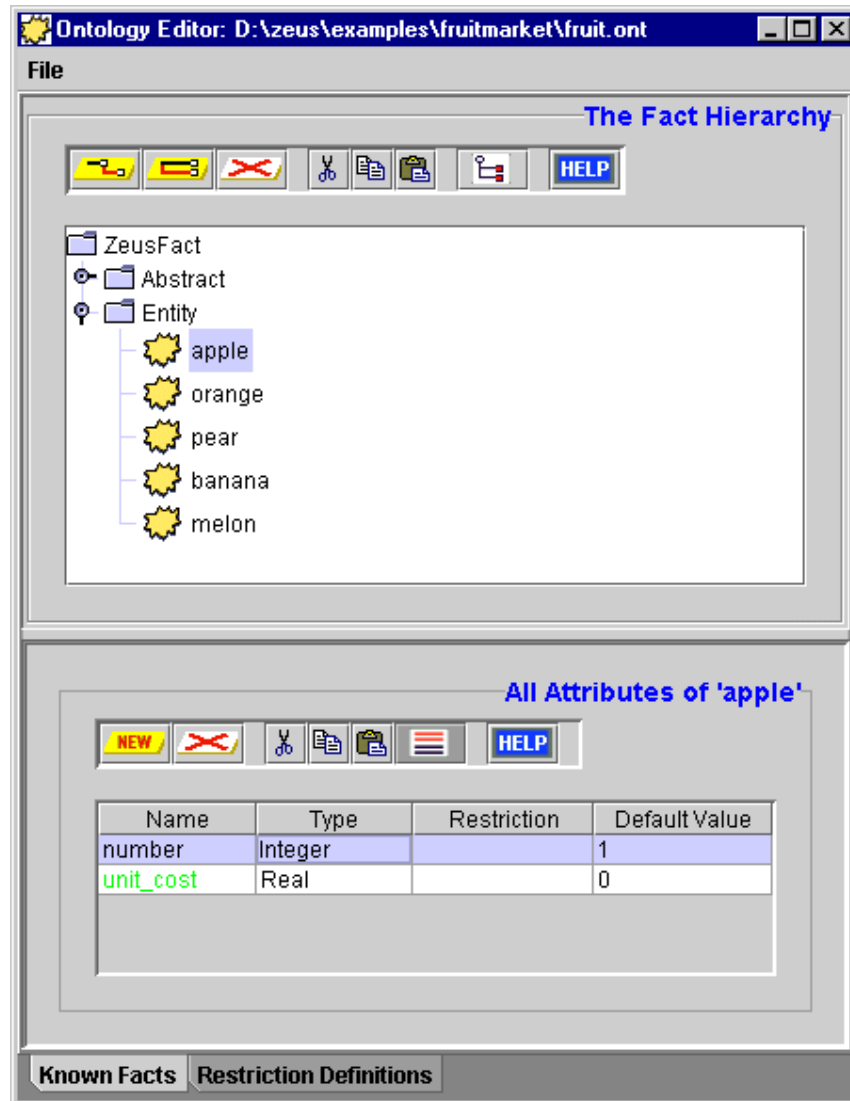 Ontology Editor: D:\zeus\examples\fruitmarket\fruit.ont
File
The Fact Hierarchy
HELP
ZeusFact
Abstract
Entity
apple
orange
pear
banana
melon
All Attributes of 'apple'
NEW HELP
Name Type Restriction Default Value
number Integer 1
unit_cost Real 0
Known Facts Restriction Definitions